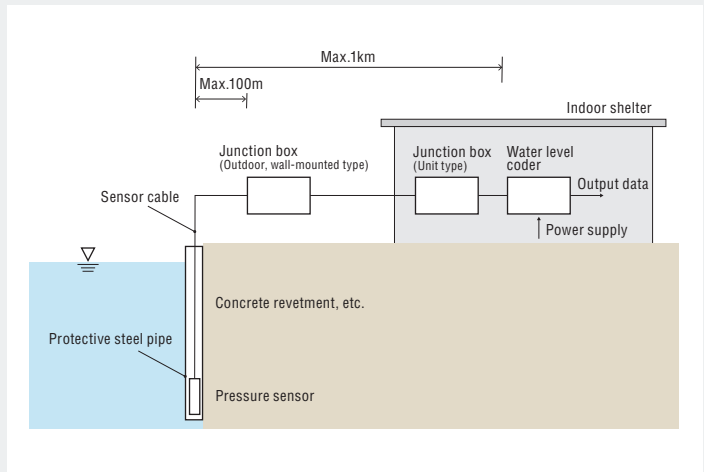 Max.1km
Max.100m
Indoor shelter
Junction box
(Outdoor, wall-mounted type)
Junction box
(Unit type)
Water level
coder
Output data
Sensor cable
Power supply
Concrete revetment, etc.
Protective steel pipe
Pressure sensor